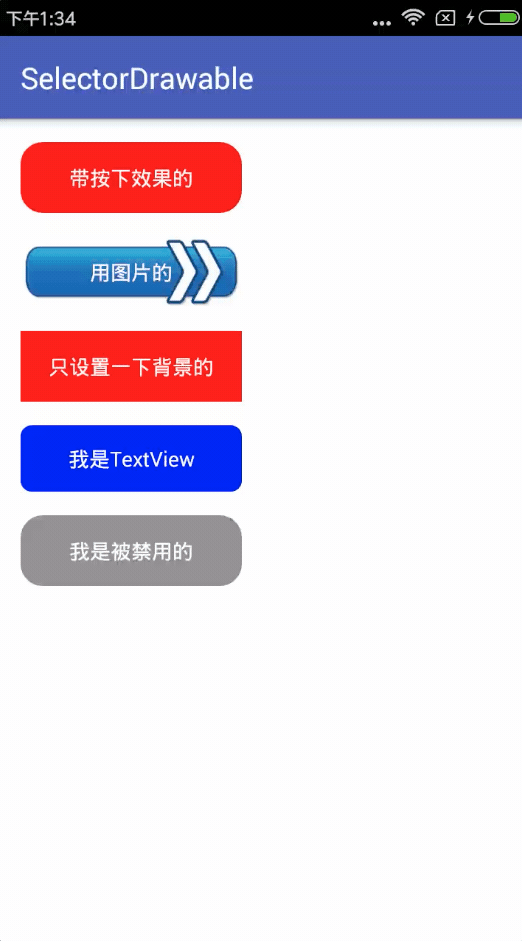 下午1:34
SelectorDrawable
带按下效果的
用图片的
只设置一下背景的
我是TextView
我是被禁用的